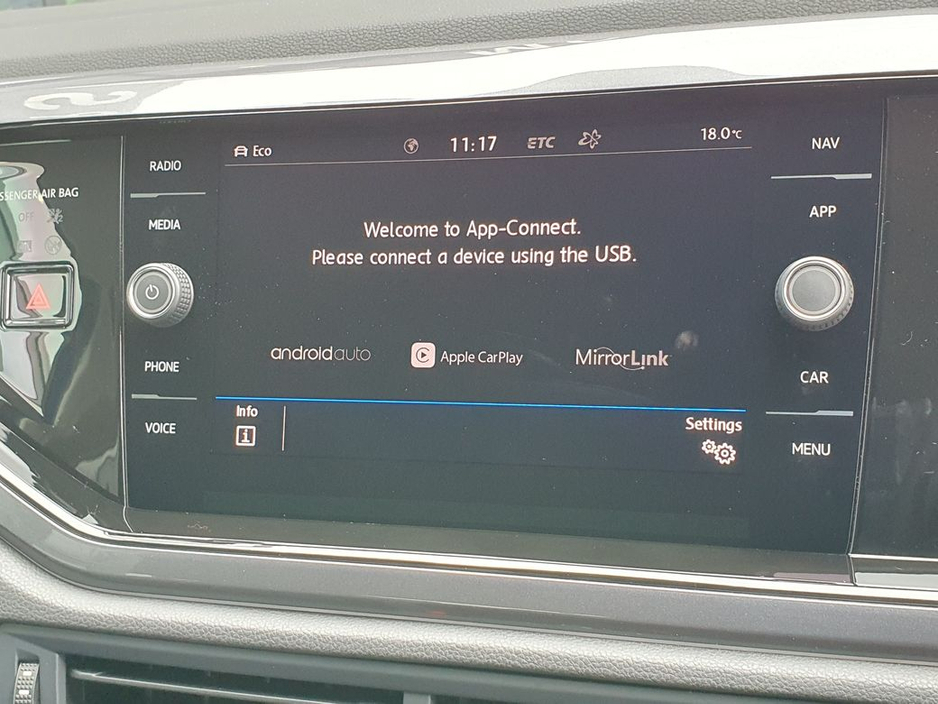 Eco
11:17
ETC
18.0°C
RADIO
MEDIA
PHONE
VOICE
NAV
APP
CAR
MENU
AIR BAG
OFF
Welcome to App-Connect.
Please connect a device using the USB.
androidauto
Apple CarPlay
MirrorLink
Info
i
Settings